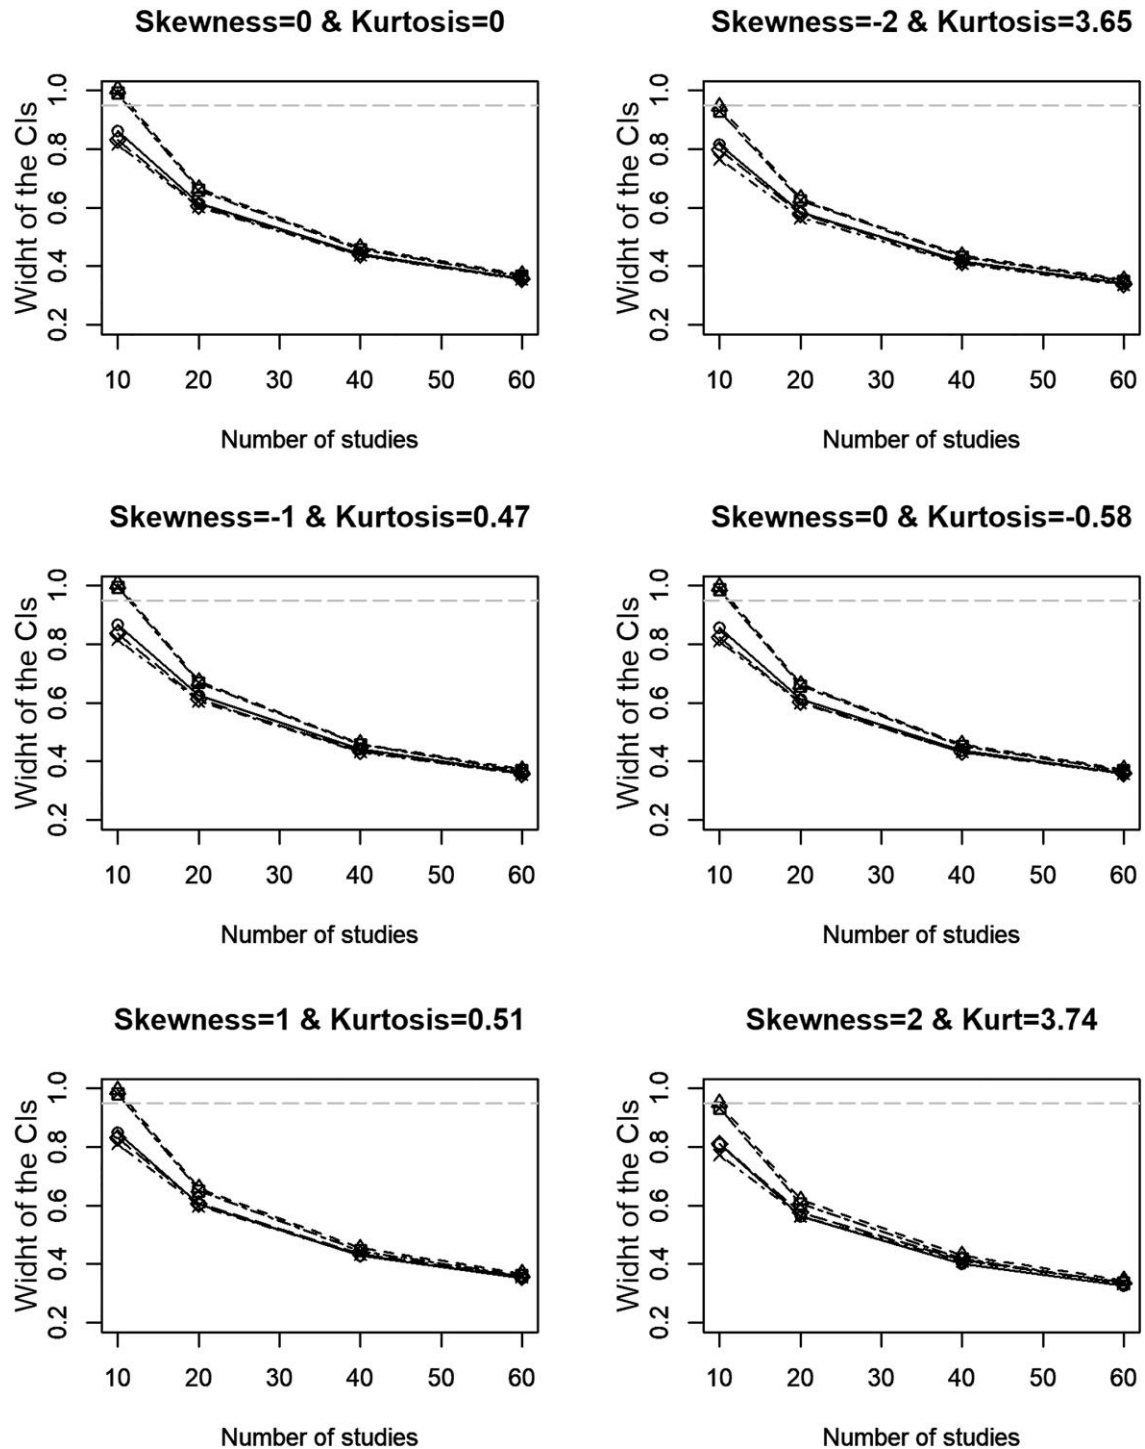 Skewness=0 & Kurtosis=0
Widht of the CIs
1.0
0.8
0.6
0.4
0.2
10 20 30 40 50 60
Number of studies
Skewness=-2 & Kurtosis=3.65
Widht of the CIs
1.0
0.8
0.6
0.4
0.2
10 20 30 40 50 60
Number of studies
Skewness=-1 & Kurtosis=0.47
Widht of the CIs
1.0
0.8
0.6
0.4
0.2
10 20 30 40 50 60
Number of studies
Skewness=0 & Kurtosis=-0.58
Widht of the CIs
1.0
0.8
0.6
0.4
0.2
10 20 30 40 50 60
Number of studies
Skewness=1 & Kurtosis=0.51
Widht of the CIs
1.0
0.8
0.6
0.4
0.2
10 20 30 40 50 60
Number of studies
Skewness=2 & Kurt=3.74
Widht of the CIs
1.0
0.8
0.6
0.4
0.2
10 20 30 40 50 60
Number of studies